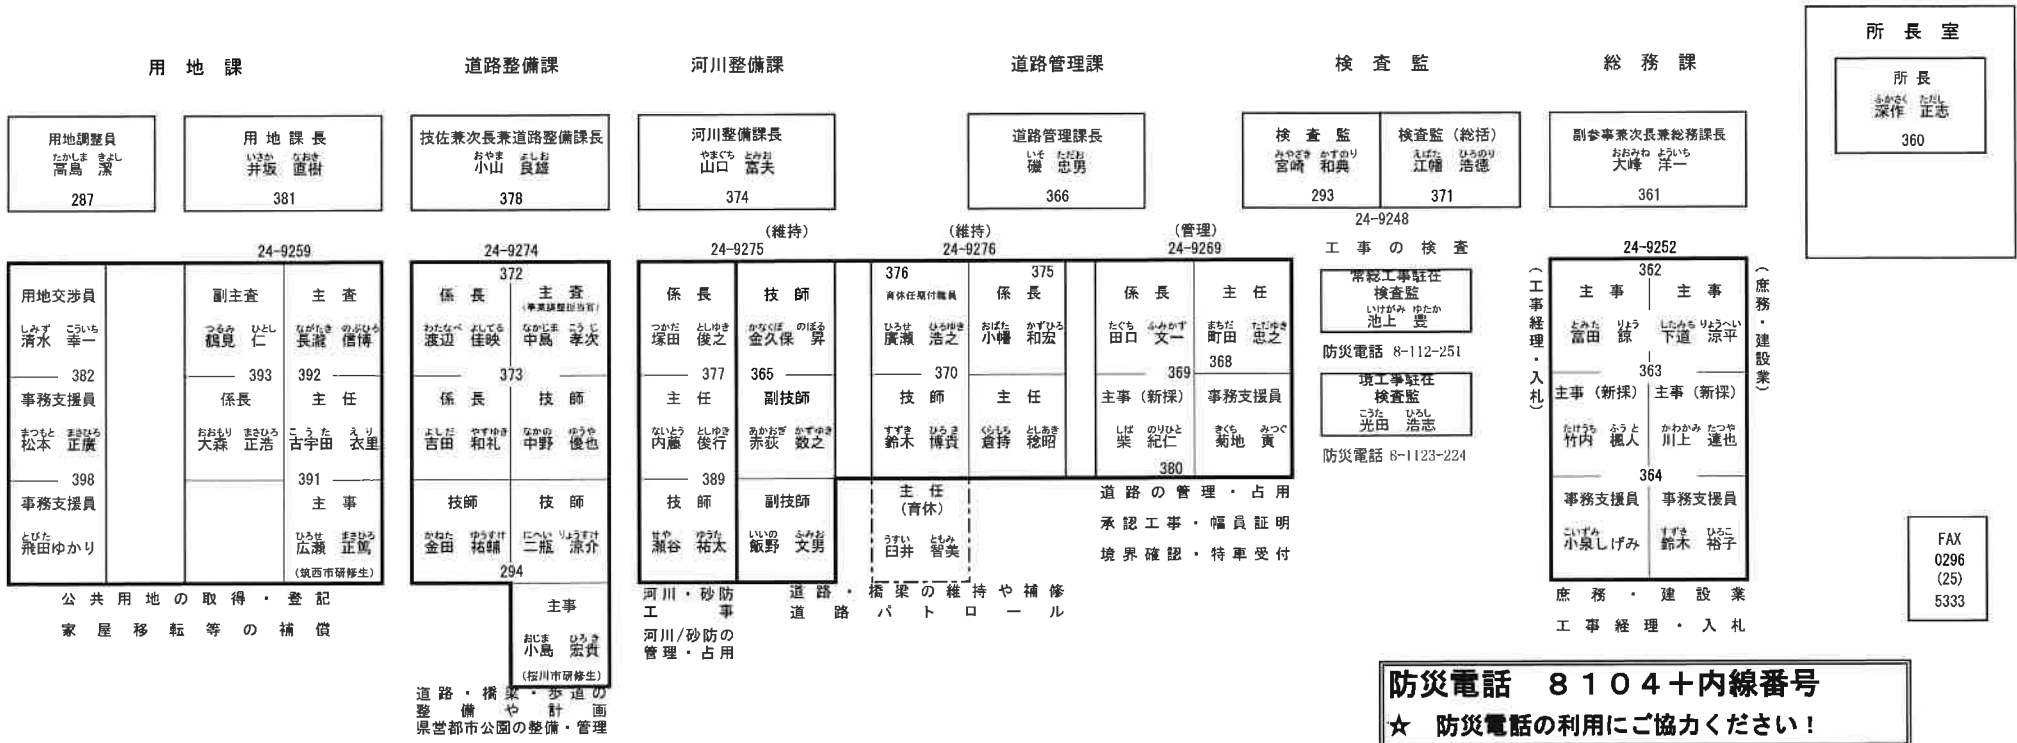 用地課
道路整備課
河川整備課
道路管理課
検査監
総務課
所長室
所長
ふかさく ただし
深作 正志
360
用地調整員
たかしま きよし
高島 潔
287
用地課長
いさか なおき
井坂 直樹
381
技佐兼次長兼道路整備課長
おやま よしお
小山 良雄
378
河川整備課長
やまぐち とみお
山口 富夫
374
道路管理課長
いそ ただお
磯 忠男
366
検査監
みやざき かずのり
宮崎 和典
293
検査監（総括）
えばた ひろのり
江幡 浩徳
371
24-9248
工事の検査
副参事兼次長兼総務課長
おおみね よういち
大峰 洋一
361
24-9259
用地交渉員
しみず こういち
清水 幸一
382
事務支援員
まつもと まさひろ
松本 正廣
398
事務支援員
とびた
飛田ゆかり
副主査
つるみ ひとし
鶴見 仁
393
係長
おおもり まさひろ
大森 正浩
主査
ながたき のぶひろ
長瀧 信博
392
主任
こうた えり
古宇田 衣里
391
主事
ひろせ まさひろ
広瀬 正篤
（筑西市研修生）
公共用地の取得・登記
家屋移転等の補償
24-9274
372
係長
わたなべ よしてる
渡辺 佳映
主査
（事業調整担当官）
なかじま こうじ
中島 孝次
373
係長
よしだ やすゆき
吉田 和礼
技師
なかの ゆうや
中野 優也
技師
かねた ゆうすけ
金田 祐輔
技師
にへい りょうすけ
二瓶 涼介
294
主事
おじま ひろき
小島 宏貴
（桜川市研修生）
道路・橋梁・歩道の
整備や計画
県営都市公園の整備・管理
24-9275
係長
つかだ としゆき
塚田 俊之
377
主任
ないとう としゆき
内藤 俊行
389
技師
せや ゆうた
瀬谷 祐太
（維持）
技師
かなくぼ のぼる
金久保 昇
365
副技師
あかおぎ かずゆき
赤荻 数之
副技師
いいの ふみお
飯野 文男
河川・砂防
工事
河川/砂防の
管理・占用
（維持）
24-9276
376
育休任期付職員
ひろせ ひろゆき
廣瀬 浩之
370
技師
すずき ひろき
鈴木 博貴
主任
（育休）
うすい ともみ
臼井 智美
375
係長
おばた かずひろ
小幡 和宏
主任
くらもち としあき
倉持 稔昭
道路・橋梁の維持や補修
道路パトロール
（管理）
24-9269
係長
たぐち ふみかず
田口 文一
369
主事（新採）
しば のりひと
柴 紀仁
380
主任
まちだ ただゆき
町田 忠之
368
事務支援員
きくち みつぐ
菊地 貢
道路の管理・占用
承認工事・幅員証明
境界確認・特車受付
常総工事駐在
検査監
いけがみ ゆたか
池上 豊
防災電話 8-112-251
境工事駐在
検査監
こうた ひろし
光田 浩志
防災電話 8-1123-224
24-9252
（工事経理・入札）
（庶務・建設業）
362
主事
とみた りょう
富田 諒
主事
したみち りょうへい
下道 涼平
363
主事（新採）
たけうち ふうと
竹内 楓人
主事（新採）
かわかみ たつや
川上 達也
364
事務支援員
こいずみ
小泉しげみ
事務支援員
すずき ひろこ
鈴木 裕子
庶務・建設業
工事経理・入札
FAX
0296
(25)
5333
防災電話 ８１０４＋内線番号
☆ 防災電話の利用にご協力ください！